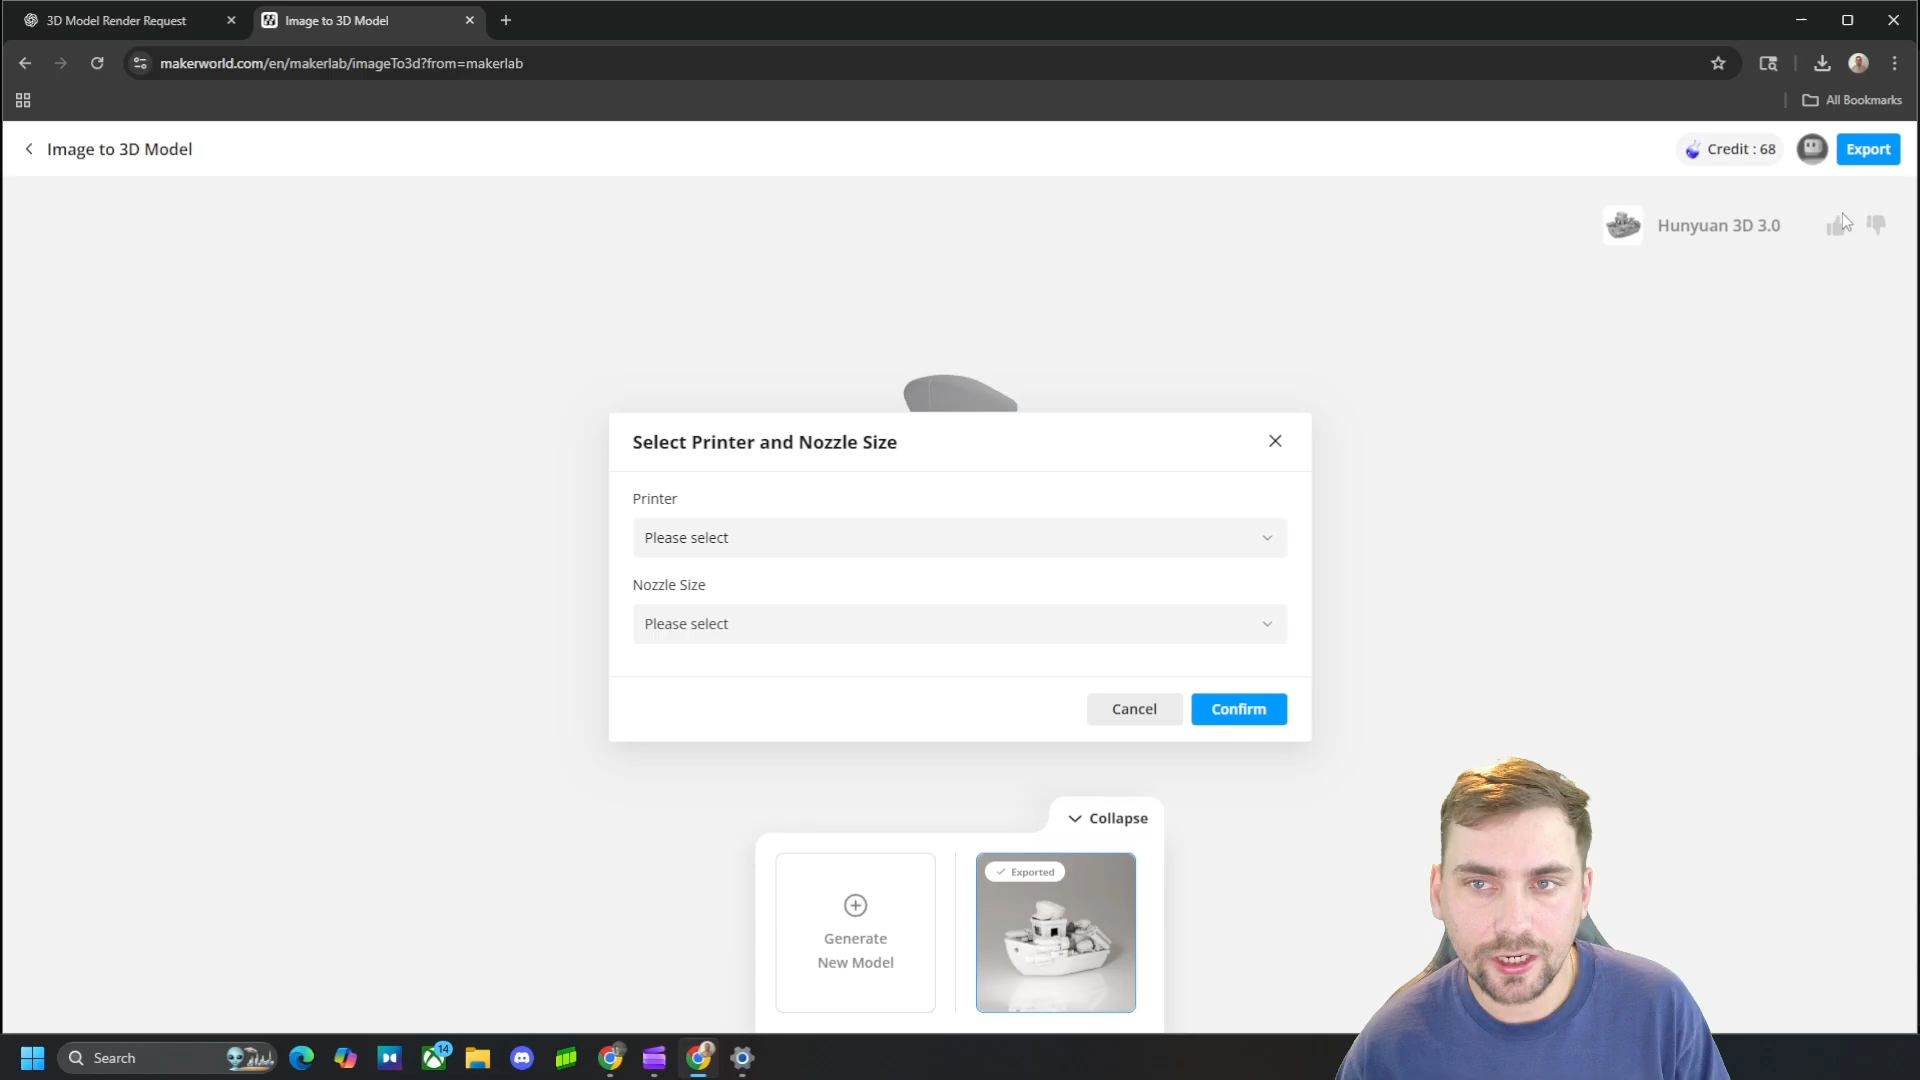 3D Model Render Request
Image to 3D Model
makerworld.com/en/makerlab/imageTo3d?from=makerlab
All Bookmarks
Image to 3D Model
Credit : 68
Export
Hunyuan 3D 3.0
Select Printer and Nozzle Size
Printer
Please select
Nozzle Size
Please select
Cancel
Confirm
Collapse
Exported
Generate
New Model
Search
14